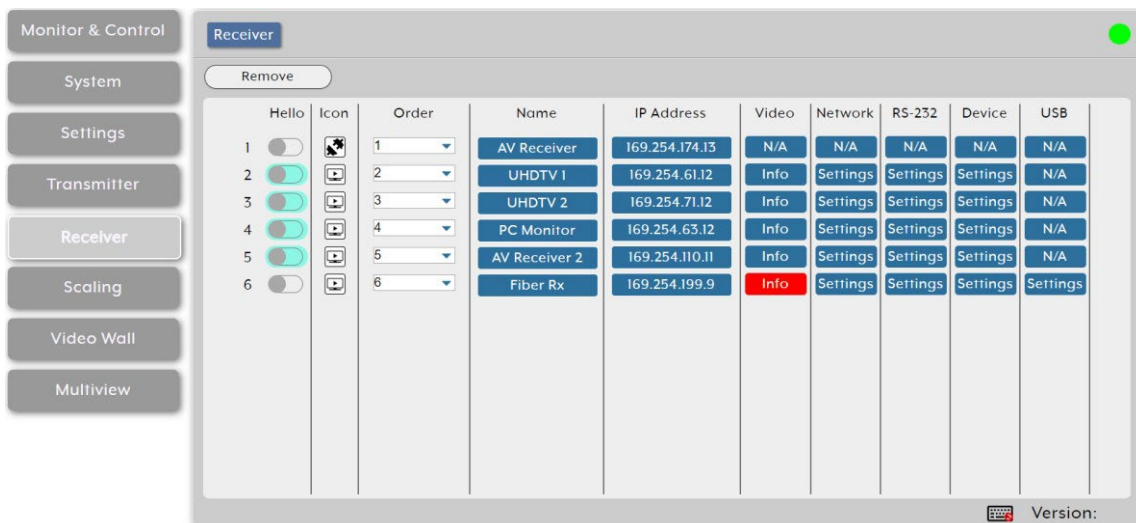 Monitor & Control
System
Settings
Transmitter
Receiver
Scaling
Video Wall
Multiview
Receiver
Remove
Hello Icon Order Name IP Address Video Network RS-232 Device USB
1 1 AV Receiver 169.254.174.13 N/A N/A N/A N/A N/A
2 2 UHDTV 1 169.254.61.12 Info Settings Settings Settings N/A
3 3 UHDTV 2 169.254.71.12 Info Settings Settings Settings N/A
4 4 PC Monitor 169.254.63.12 Info Settings Settings Settings N/A
5 5 AV Receiver 2 169.254.110.11 Info Settings Settings Settings N/A
6 6 Fiber Rx 169.254.199.9 Info Settings Settings Settings Settings
Version: